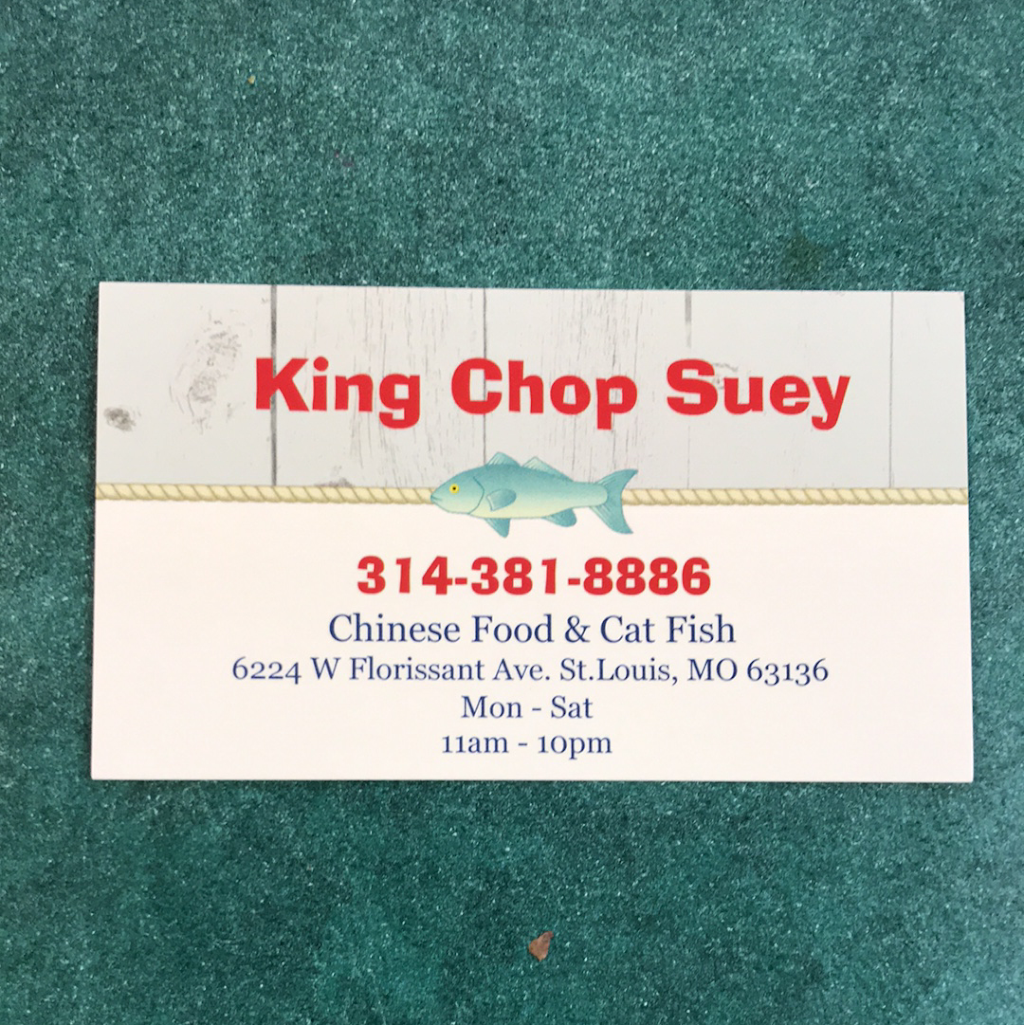 King Chop Suey
314-381-8886
Chinese Food & Cat Fish
6224 W Florissant Ave. St.Louis, MO 63136
Mon - Sat
11am - 10pm